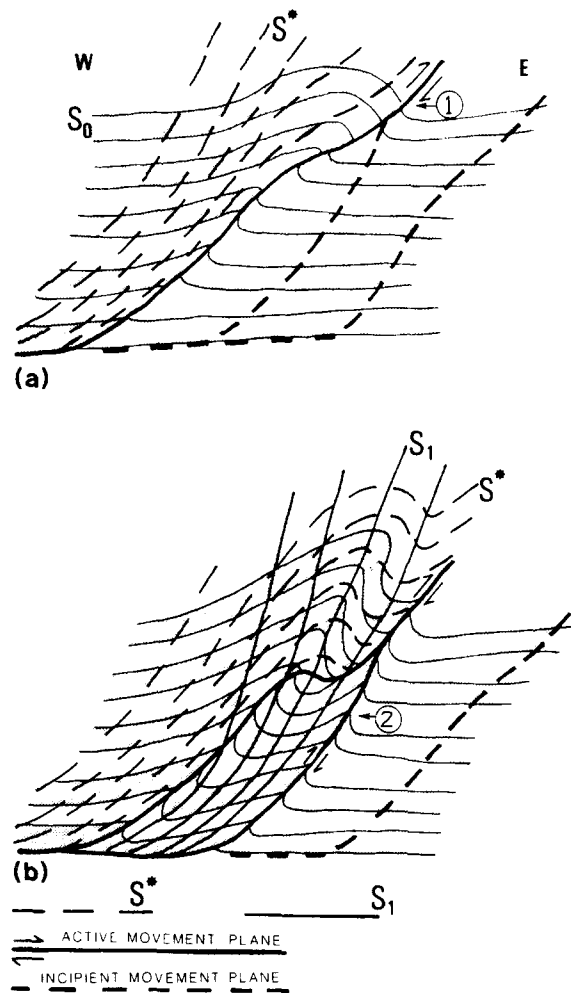 S*
W
E
1
S0
(a)
S1
S*
2
(b)
S* S1
ACTIVE MOVEMENT PLANE
INCIPIENT MOVEMENT PLANE